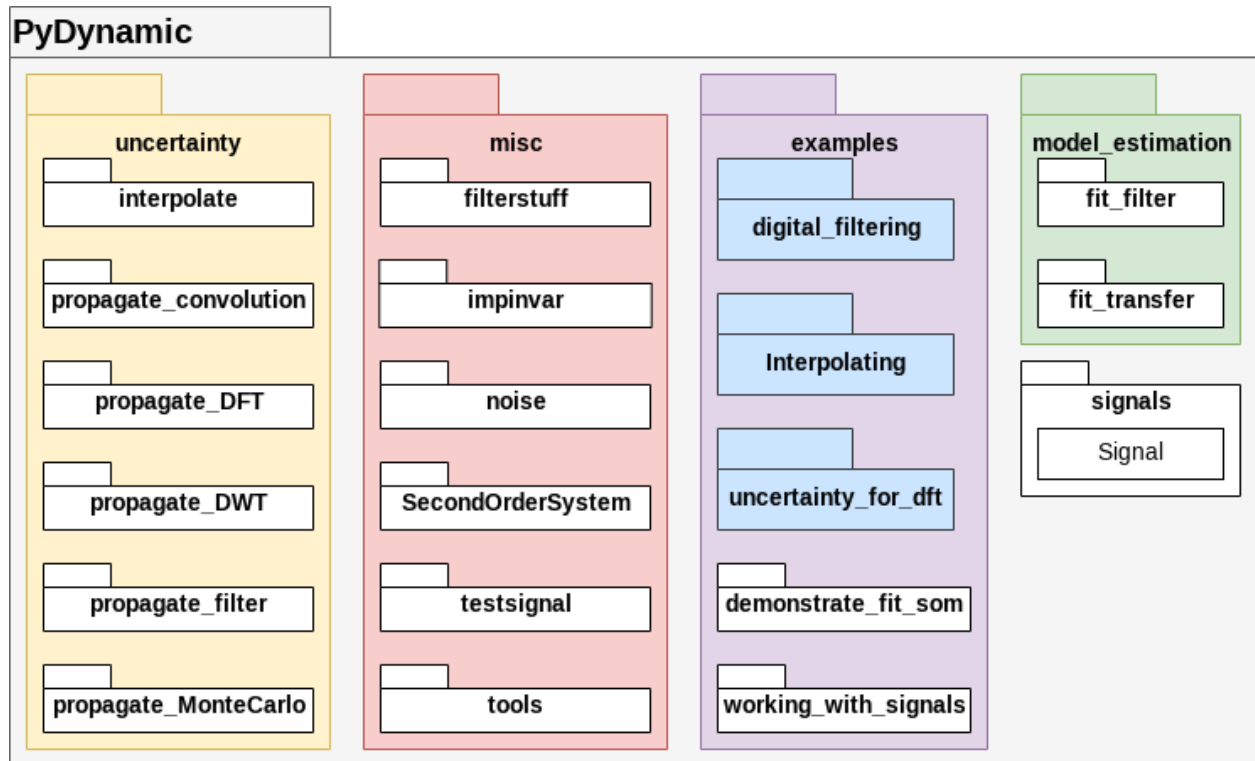 PyDynamic
uncertainty
interpolate
propagate_convolution
propagate_DFT
propagate_DWT
propagate_filter
propagate_MonteCarlo
misc
filterstuff
impinvar
noise
SecondOrderSystem
testsignal
tools
examples
digital_filtering
Interpolating
uncertainty_for_dft
demonstrate_fit_som
working_with_signals
model_estimation
fit_filter
fit_transfer
signals
Signal